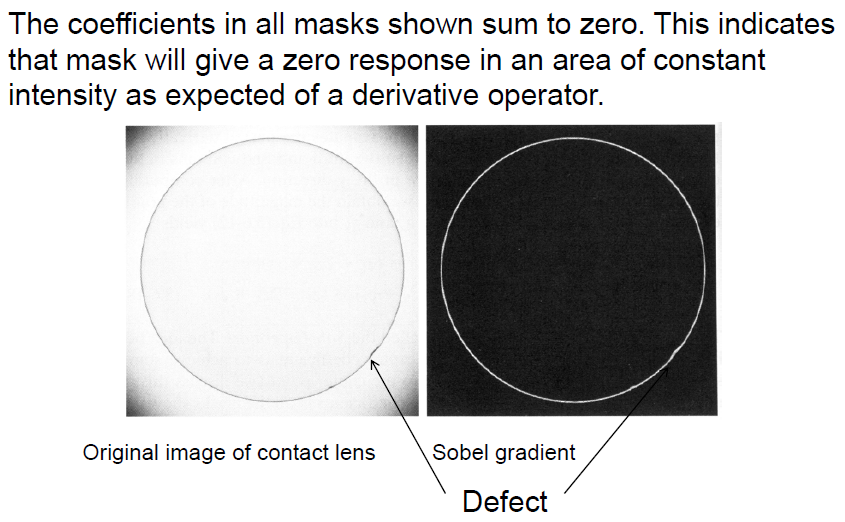 The coefficients in all masks shown sum to zero. This indicates
that mask will give a zero response in an area of constant
intensity as expected of a derivative operator.
Original image of contact lens
Sobel gradient
Defect